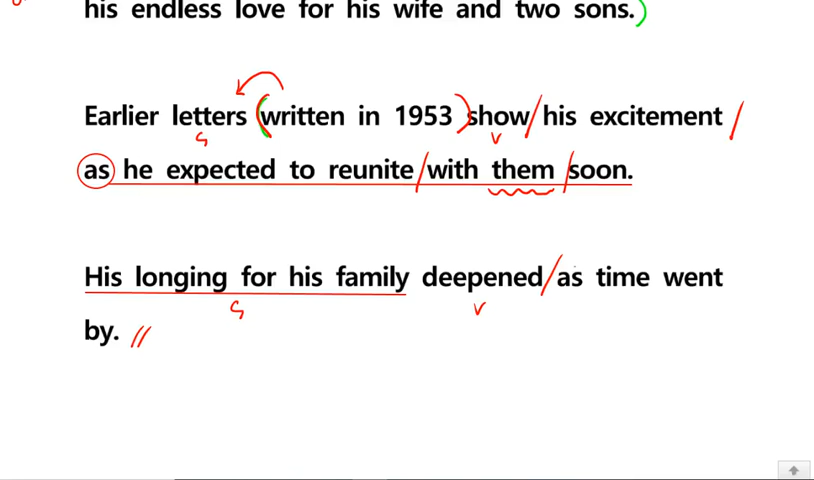 his endless love for his wife and two sons.)
Earlier letters (written in 1953) show / his excitement /
s v
as he expected to reunite / with them / soon.
His longing for his family deepened / as time went
s v
by. //